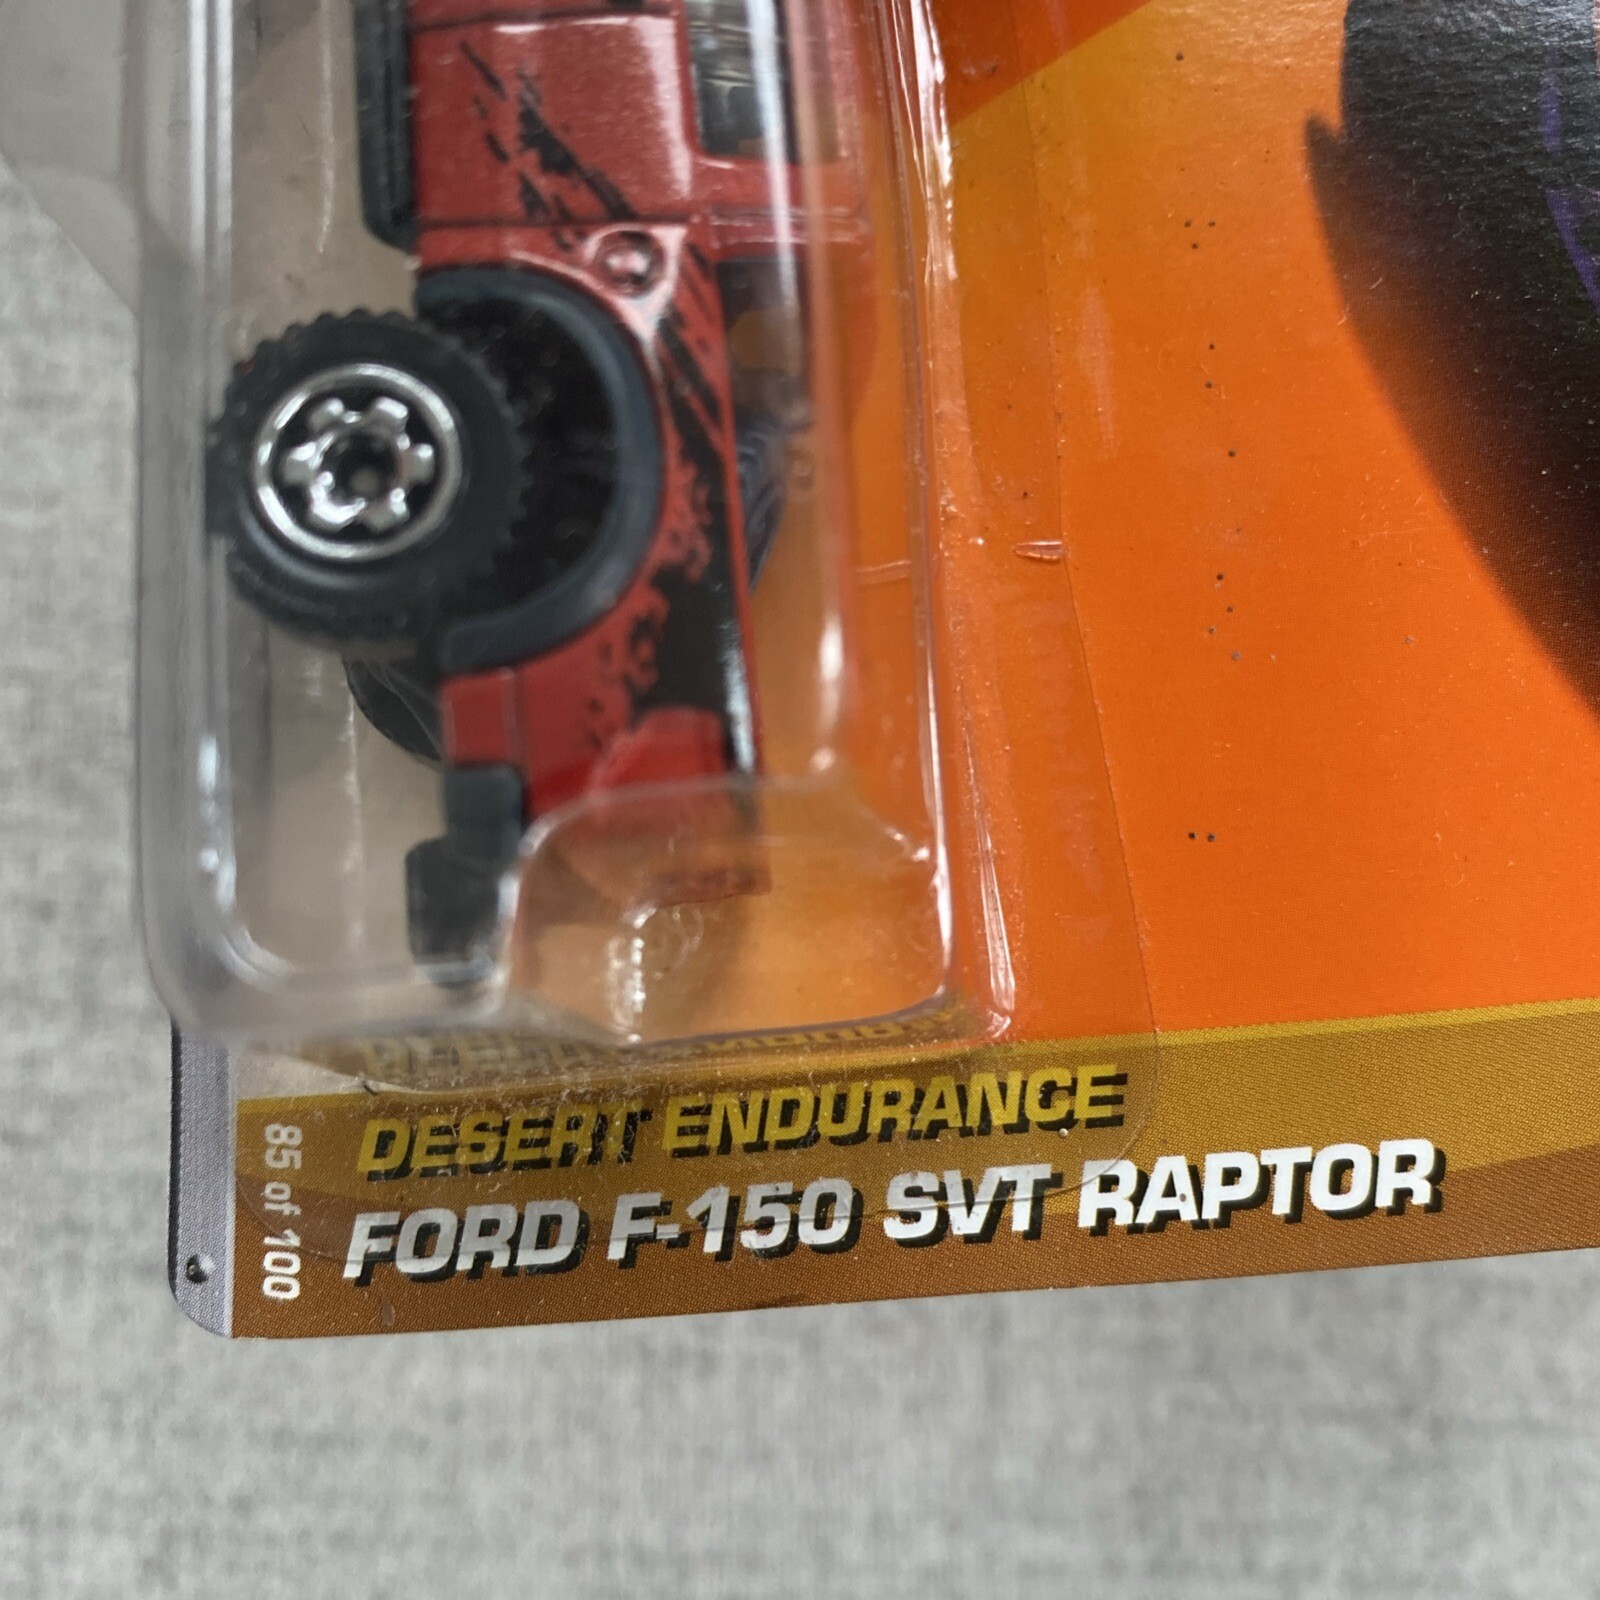 DESERT ENDURANCE
FORD F-150 SVT RAPTOR
85 of 100